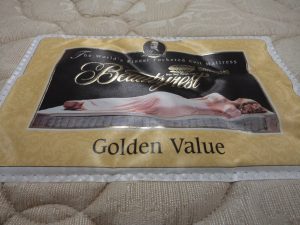 The World's Finest Pocketed Coil Mattress
Beautyrest
Golden Value